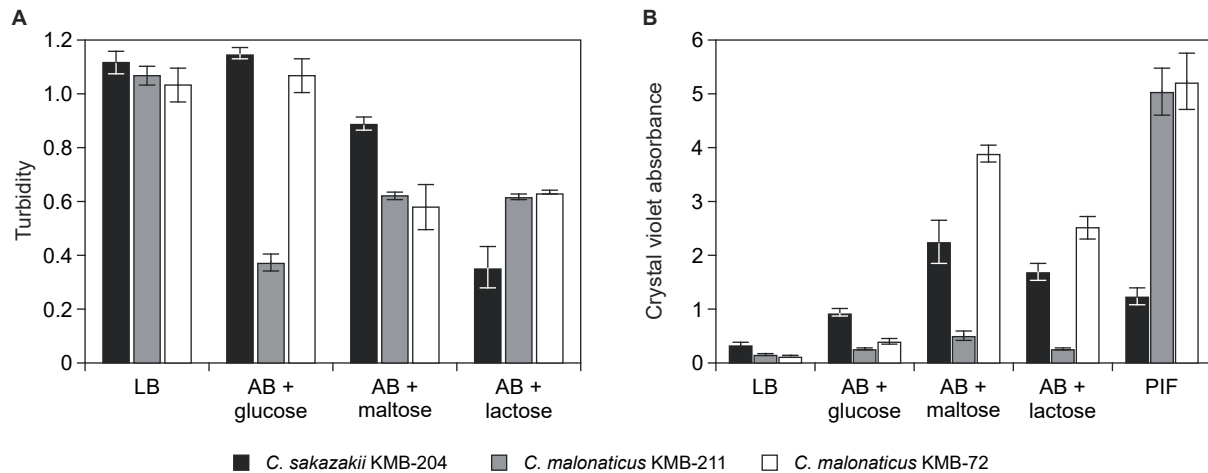 A
Turbidity
1.2
1.0
0.8
0.6
0.4
0.2
0
LB
AB +
glucose
AB +
maltose
AB +
lactose
B
Crystal violet absorbance
6
5
4
3
2
1
0
LB
AB +
glucose
AB +
maltose
AB +
lactose
PIF
C. sakazakii KMB-204
C. malonaticus KMB-211
C. malonaticus KMB-72